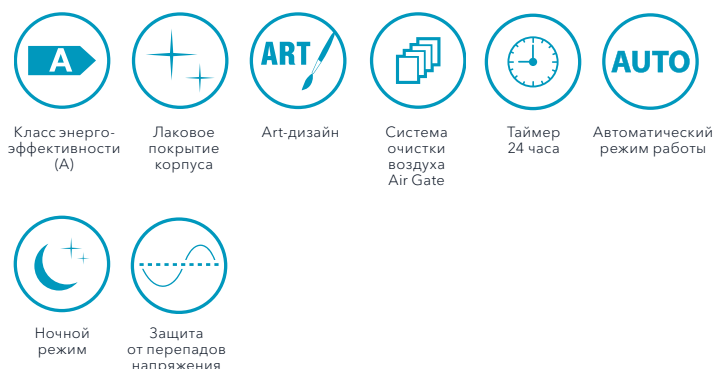 A
ART
AUTO
Класс энерго-
эффективности
(A)
Лаковое
покрытие
корпуса
Art-дизайн
Система
очистки
воздуха
Air Gate
Таймер
24 часа
Автоматический
режим работы
Ночной
режим
Защита
от перепадов
напряжения